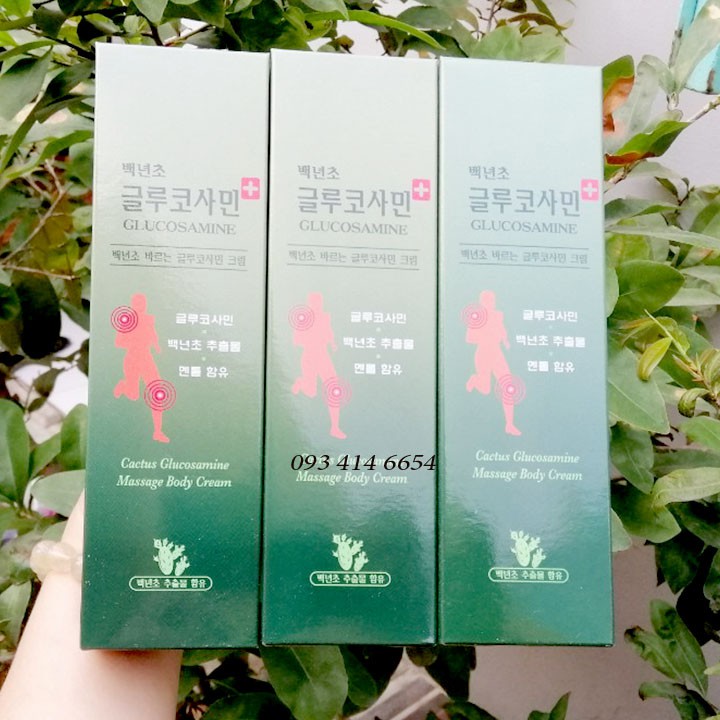 백년초
글루코사민
GLUCOSAMINE
백년초 바르는 글루코사민 크림
글루코사민
백년초 추출물
멘톨 함유
Cactus Glucosamine
Massage Body Cream
백년초 추출물 함유
백년초
글루코사민
GLUCOSAMINE
백년초 바르는 글루코사민 크림
글루코사민
백년초 추출물
멘톨 함유
Glucosamine
093 414 6654
Massage Body Cream
백년초 추출물 함유
백년초
글루코사민
GLUCOSAMINE
백년초 바르는 글루코사민 크림
글루코사민
백년초 추출물
멘톨 함유
Cactus Glucosamine
Massage Body Cream
백년초 추출물 함유